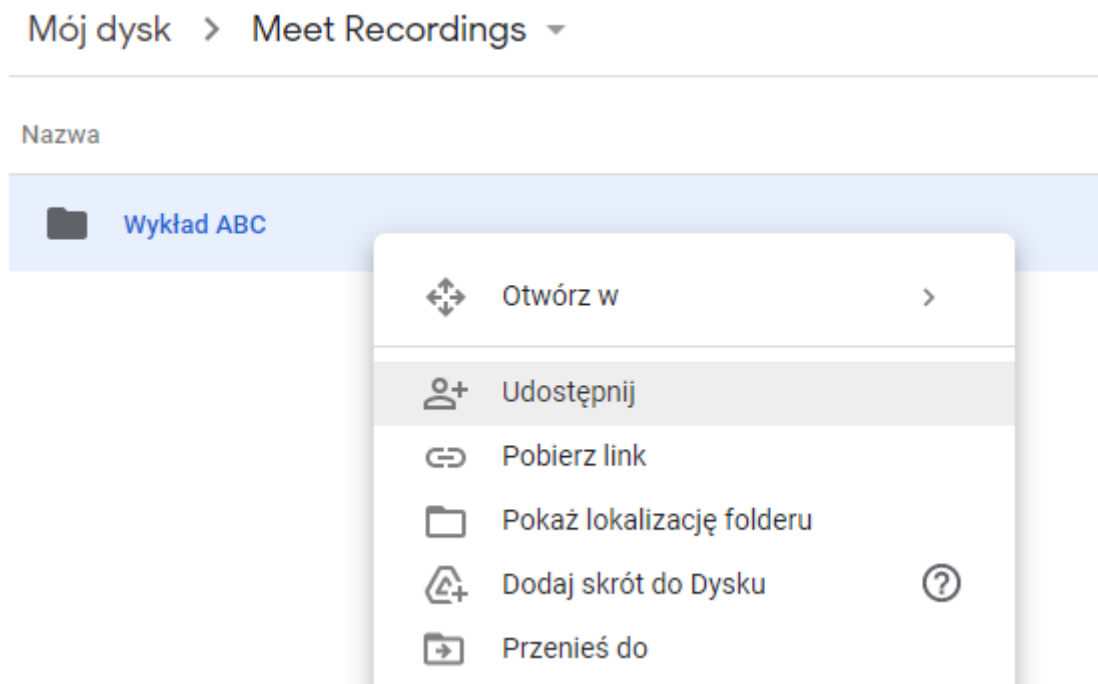 Mój dysk > Meet Recordings
Nazwa
Wykład ABC
Otwórz w
Udostępnij
Pobierz link
Pokaż lokalizację folderu
Dodaj skrót do Dysku
Przenieś do